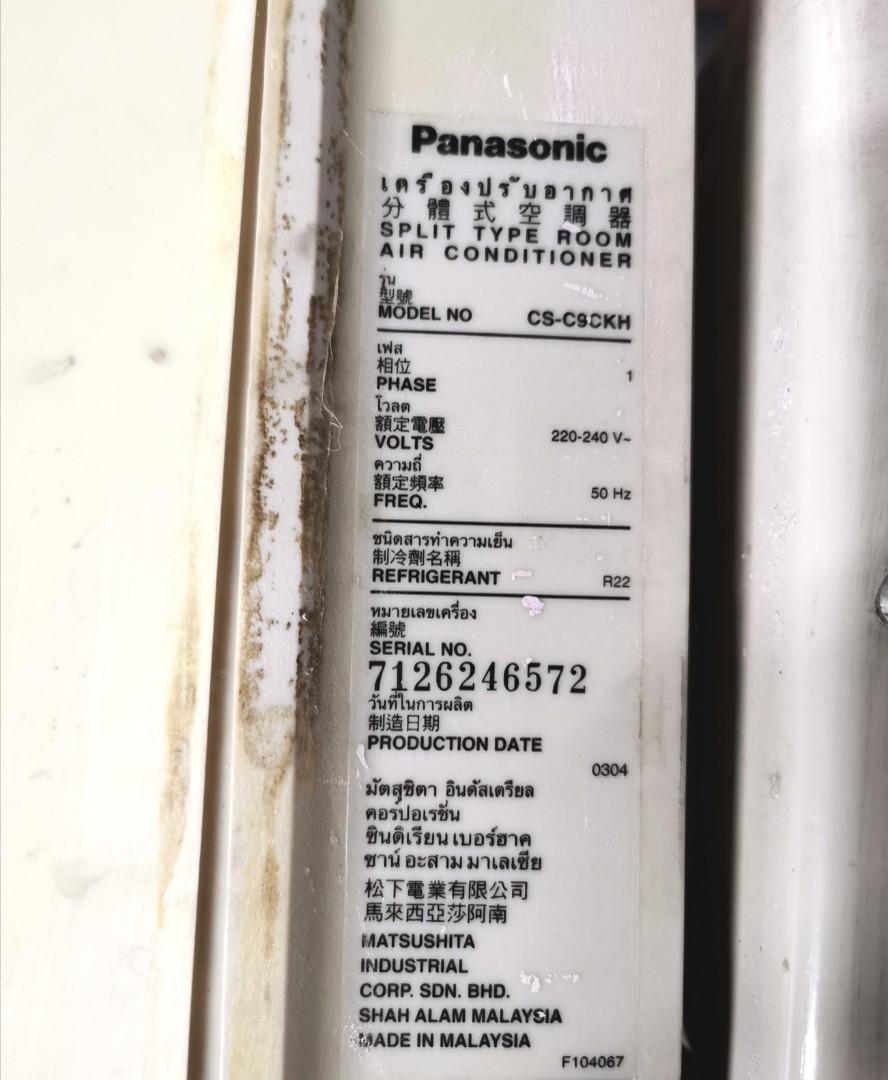 Panasonic
เครื่องปรับอากาศ
分體式空調器
SPLIT TYPE ROOM
AIR CONDITIONER
รุ่น
型號
MODEL NO CS-C9CKH
เฟส
相位
PHASE 1
โวลต
額定電壓
VOLTS 220-240 V~
ความถี่
額定頻率
FREQ. 50 Hz
ชนิดสารทำความเย็น
制冷劑名稱
REFRIGERANT R22
หมายเลขเครื่อง
編號
SERIAL NO.
7126246572
วันที่ในการผลิต
制造日期
PRODUCTION DATE
0304
มัตสุชิตา อินดัสเตรียล
คอร์ปอเรชั่น
ซินดิเรียน เบอร์ฮาด
ชาน์ อะสาม มาเลเซีย
松下電業有限公司
馬來西亞莎阿南
MATSUSHITA
INDUSTRIAL
CORP. SDN. BHD.
SHAH ALAM MALAYSIA
MADE IN MALAYSIA
F104067